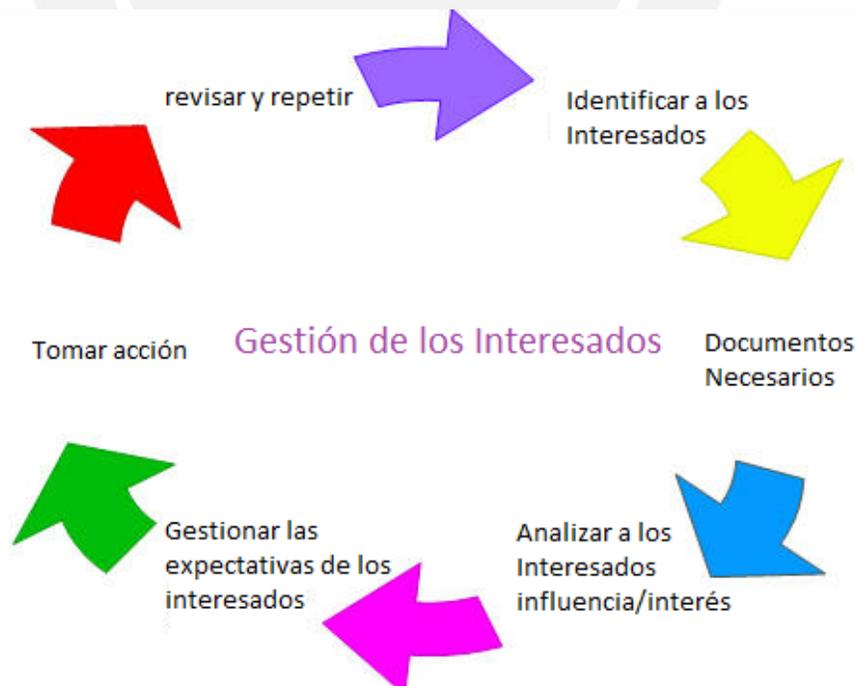 revisar y repetir
Identificar a los
Interesados
Gestión de los Interesados
Tomar acción
Documentos
Necesarios
Gestionar las
expectativas de los
interesados
Analizar a los
Interesados
influencia/interés